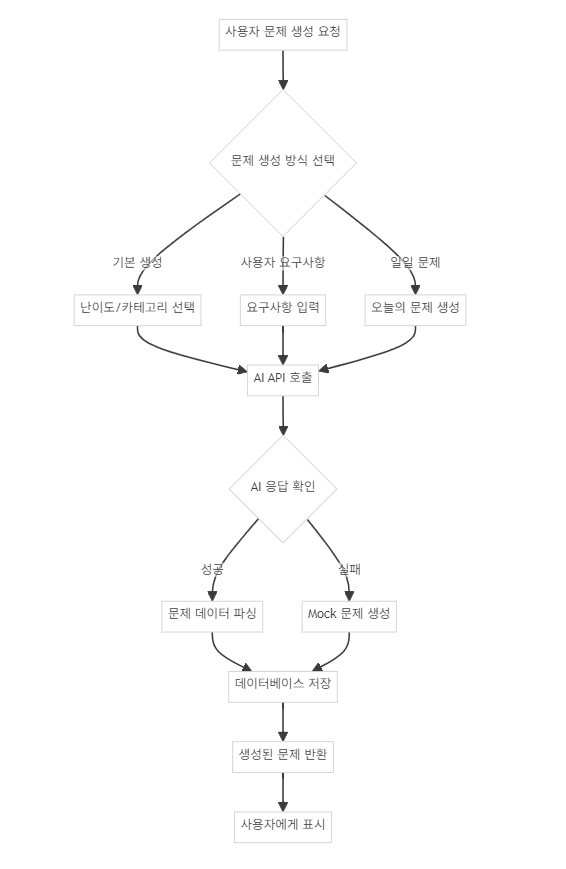 사용자 문제 생성 요청
문제 생성 방식 선택
기본 생성
사용자 요구사항
일일 문제
난이도/카테고리 선택
요구사항 입력
오늘의 문제 생성
AI API 호출
AI 응답 확인
성공
실패
문제 데이터 파싱
Mock 문제 생성
데이터베이스 저장
생성된 문제 반환
사용자에게 표시